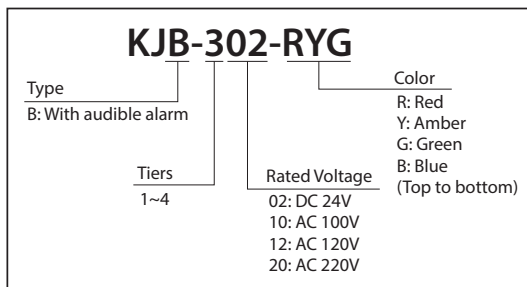 KJB-302-RYG
Type
B: With audible alarm
Tiers
1~4
Rated Voltage
02: DC 24V
10: AC 100V
12: AC 120V
20: AC 220V
Color
R: Red
Y: Amber
G: Green
B: Blue
(Top to bottom)